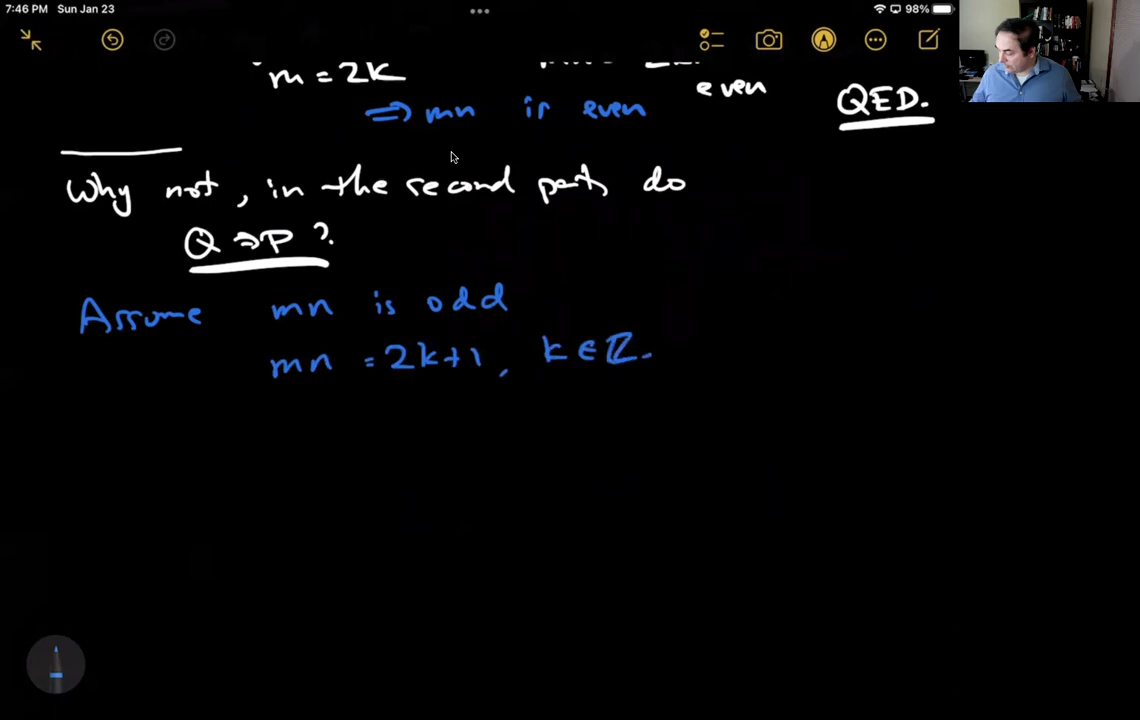 7:46 PM Sun Jan 23
98%
m = 2k
even
QED.
⇒ mn is even
Why not, in the second part, do
Q ⇒ P ?
Assume mn is odd
mn = 2k+1, k ∈ ℤ.